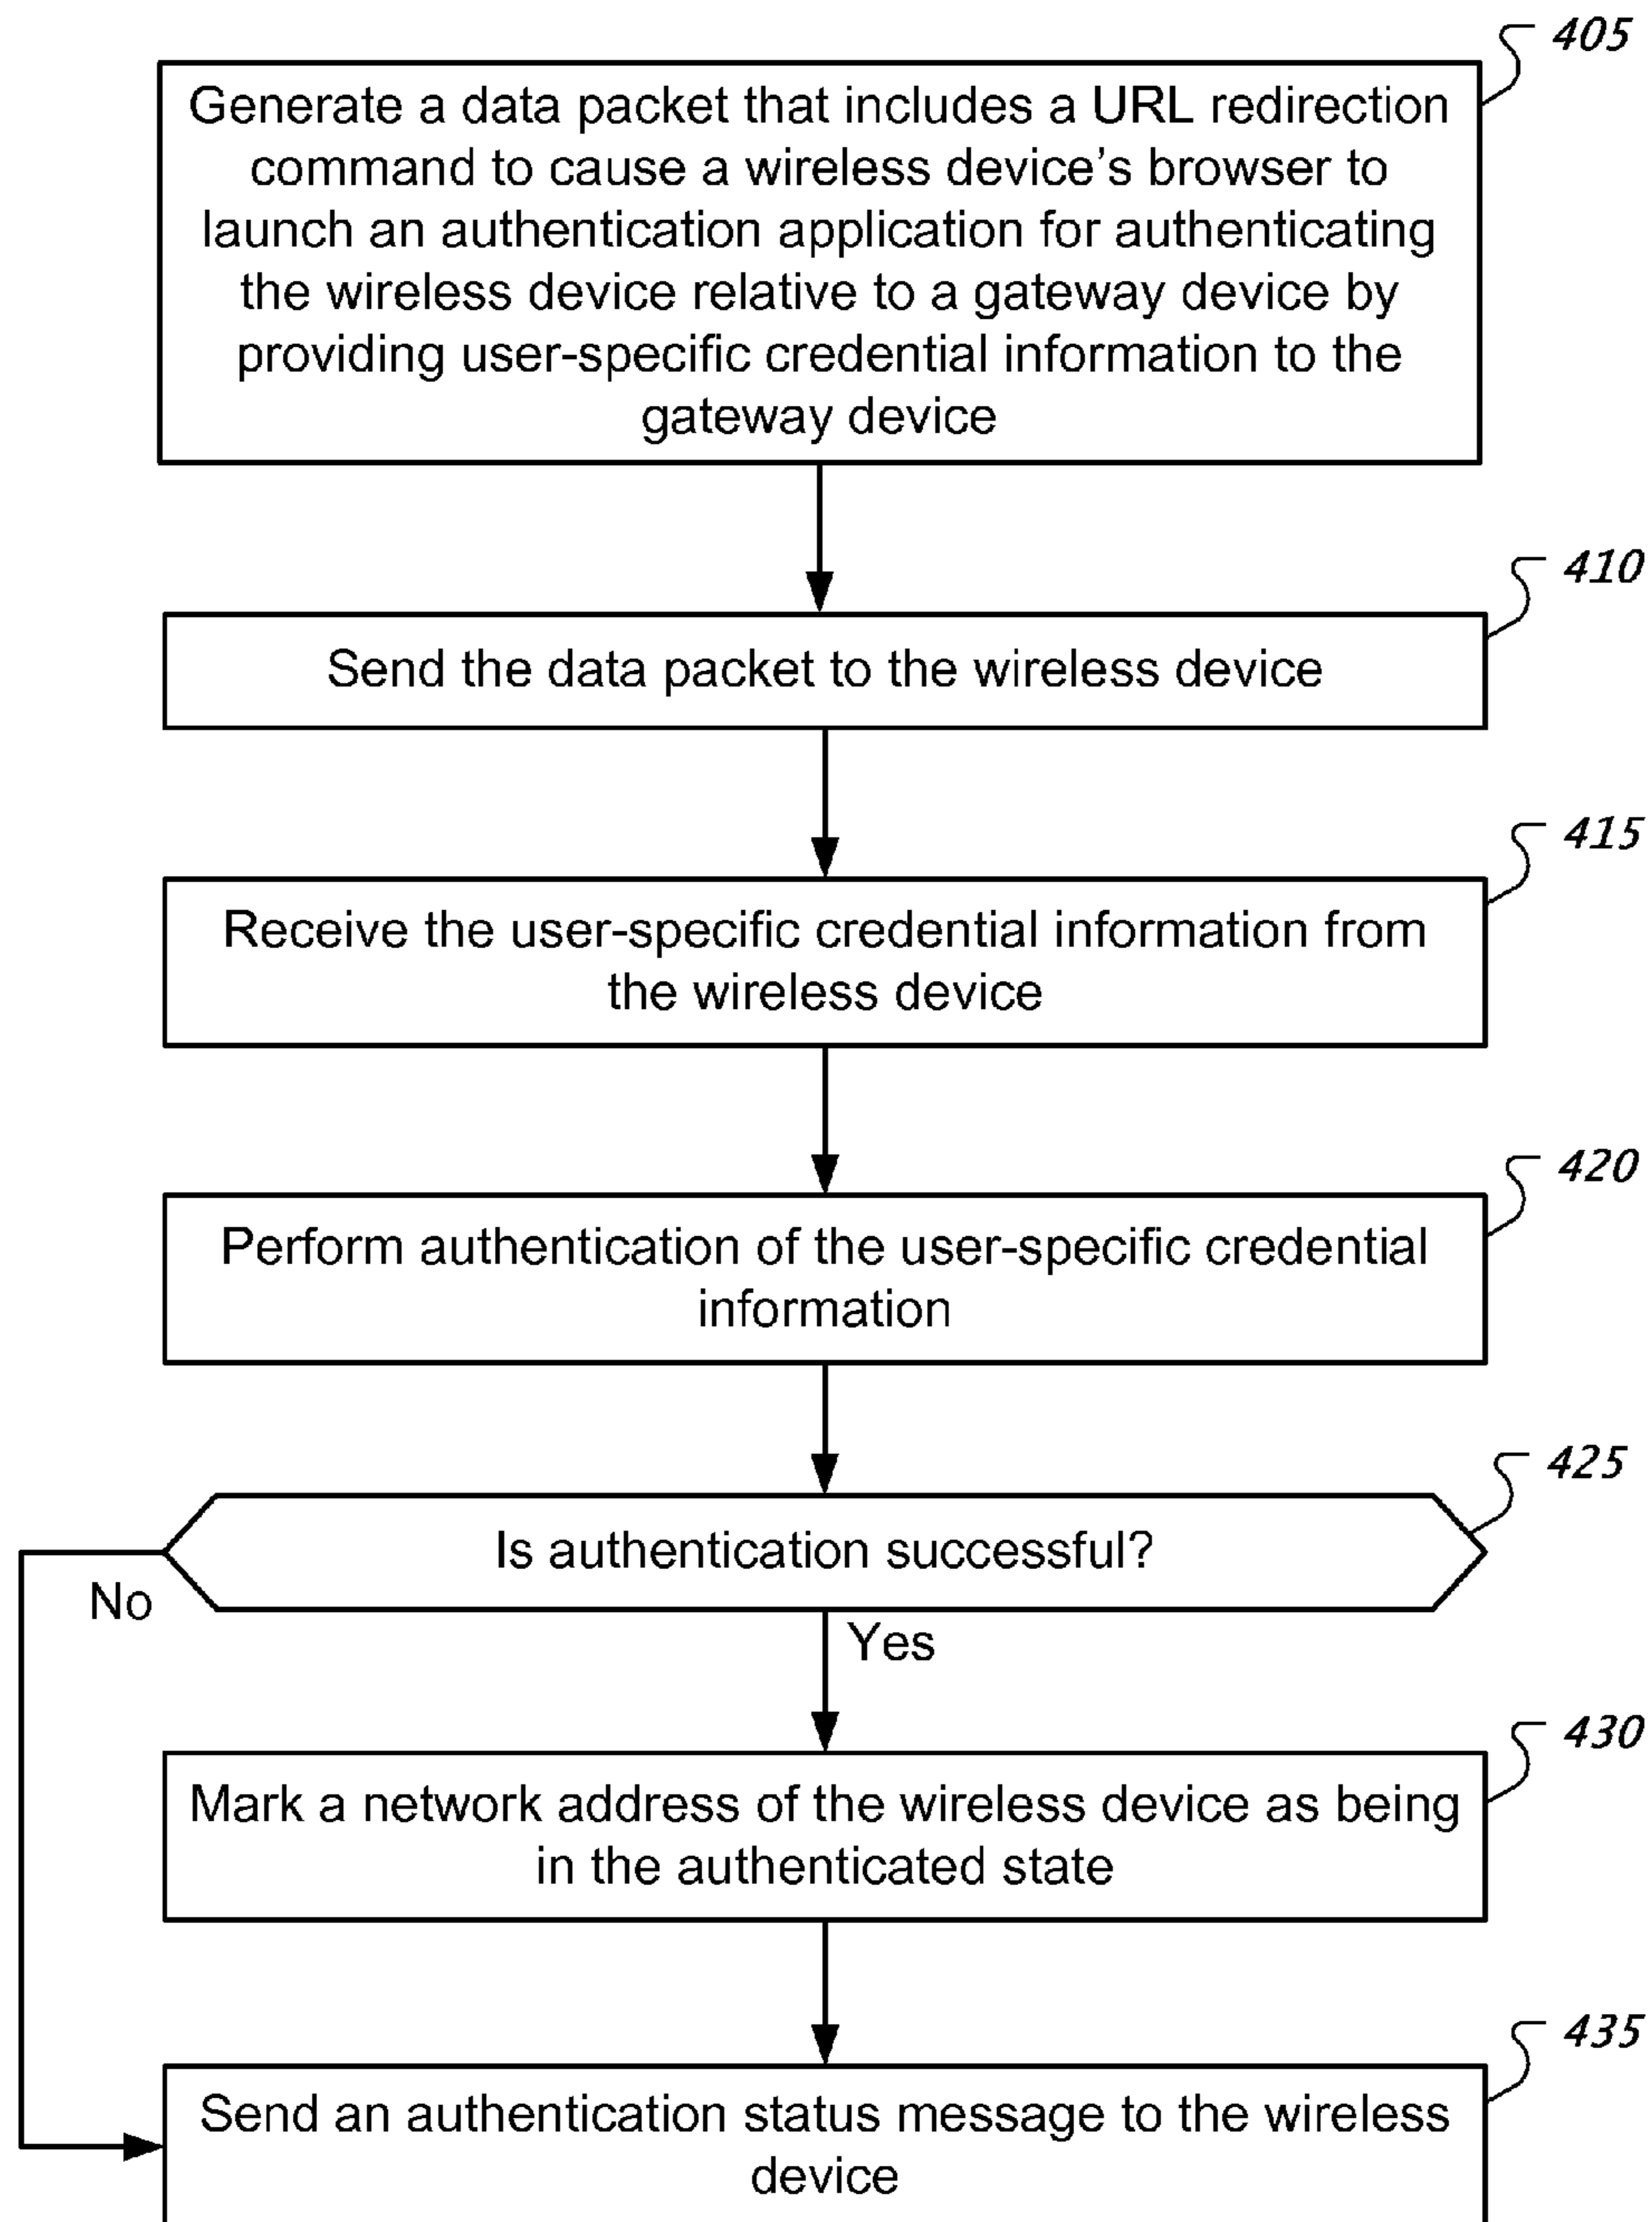 405
Generate a data packet that includes a URL redirection
command to cause a wireless device’s browser to
launch an authentication application for authenticating
the wireless device relative to a gateway device by
providing user-specific credential information to the
gateway device
410
Send the data packet to the wireless device
415
Receive the user-specific credential information from
the wireless device
420
Perform authentication of the user-specific credential
information
425
Is authentication successful?
No
Yes
430
Mark a network address of the wireless device as being
in the authenticated state
435
Send an authentication status message to the wireless
device